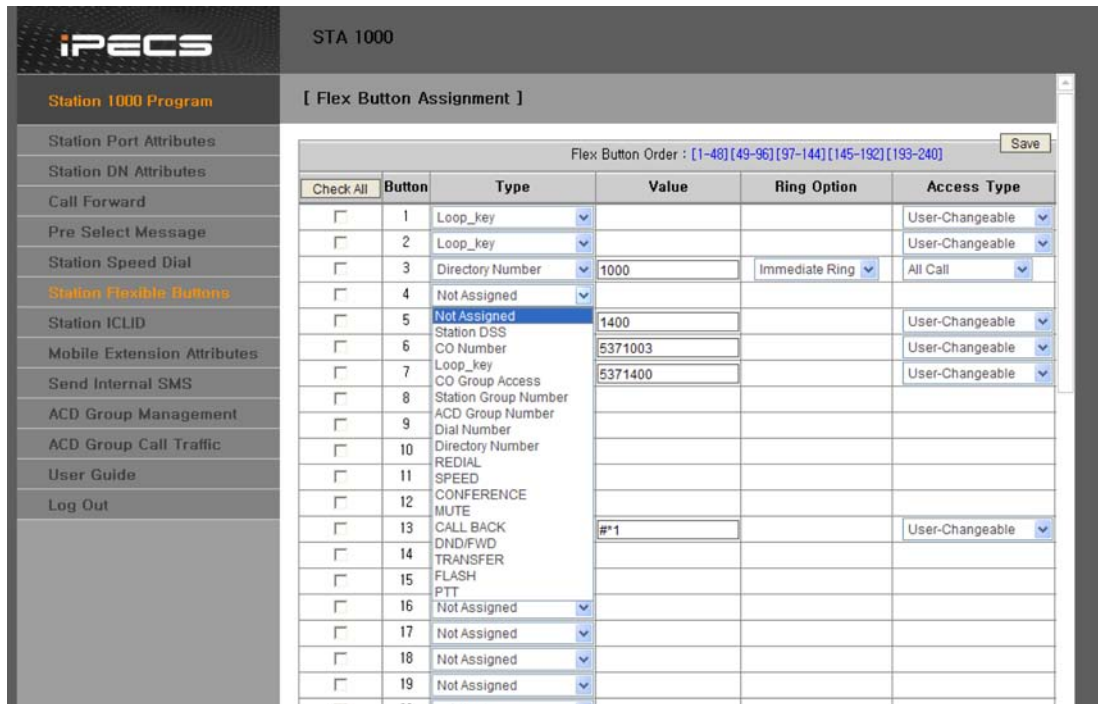 iPECS
STA 1000
Station 1000 Program
Station Port Attributes
Station DN Attributes
Call Forward
Pre Select Message
Station Speed Dial
Station Flexible Buttons
Station ICLID
Mobile Extension Attributes
Send Internal SMS
ACD Group Management
ACD Group Call Traffic
User Guide
Log Out
[ Flex Button Assignment ]
Flex Button Order : [1-48] [49-96] [97-144] [145-192] [193-240]
Save
Check All Button Type Value Ring Option Access Type
1 Loop_key User-Changeable
2 Loop_key User-Changeable
3 Directory Number 1000 Immediate Ring All Call
4 Not Assigned
5 1400 User-Changeable
6 5371003 User-Changeable
7 5371400 User-Changeable
8
9
10
11
12
13 #*1 User-Changeable
14
15
Not Assigned
Station DSS
CO Number
Loop_key
CO Group Access
Station Group Number
ACD Group Number
Dial Number
Directory Number
REDIAL
SPEED
CONFERENCE
MUTE
CALL BACK
DND/FWD
TRANSFER
FLASH
PTT
16 Not Assigned
17 Not Assigned
18 Not Assigned
19 Not Assigned